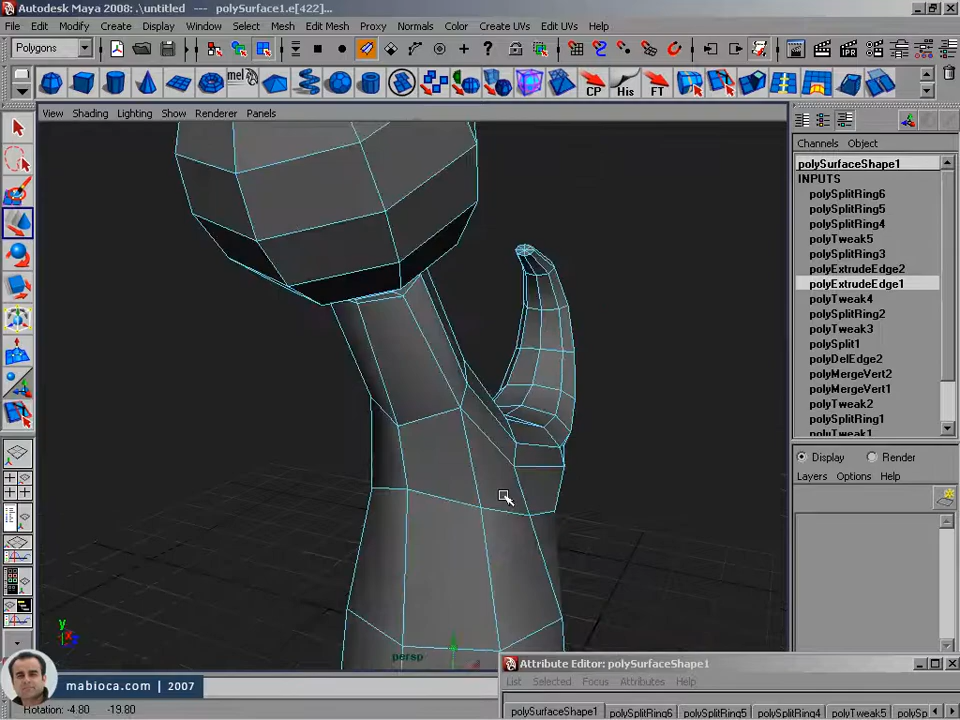 Autodesk Maya 2008: .\untitled --- polySurface1.e[422]...
File Edit Modify Create Display Window Select Mesh Edit Mesh Proxy Normals Color Create UVs Edit UVs Help
Polygons
mel CP His FT
View Shading Lighting Show Renderer Panels
Channels Object
polySurfaceShape1
INPUTS
polySplitRing6
polySplitRing5
polySplitRing4
polyTweak5
polySplitRing3
polyExtrudeEdge2
polyExtrudeEdge1
polyTweak4
polySplitRing2
polyTweak3
polySplit1
polyDelEdge2
polyMergeVert2
polyMergeVert1
polyTweak2
polySplitRing1
polyTweak1
Display Render
Layers Options Help
y
x
z
persp
Attribute Editor: polySurfaceShape1
List Selected Focus Attributes Help
polySurfaceShape1 polySplitRing6 polySplitRing5 polySplitRing4 polyTweak5 polySp
mabioca.com | 2007
Rotation: -4.80 -19.80